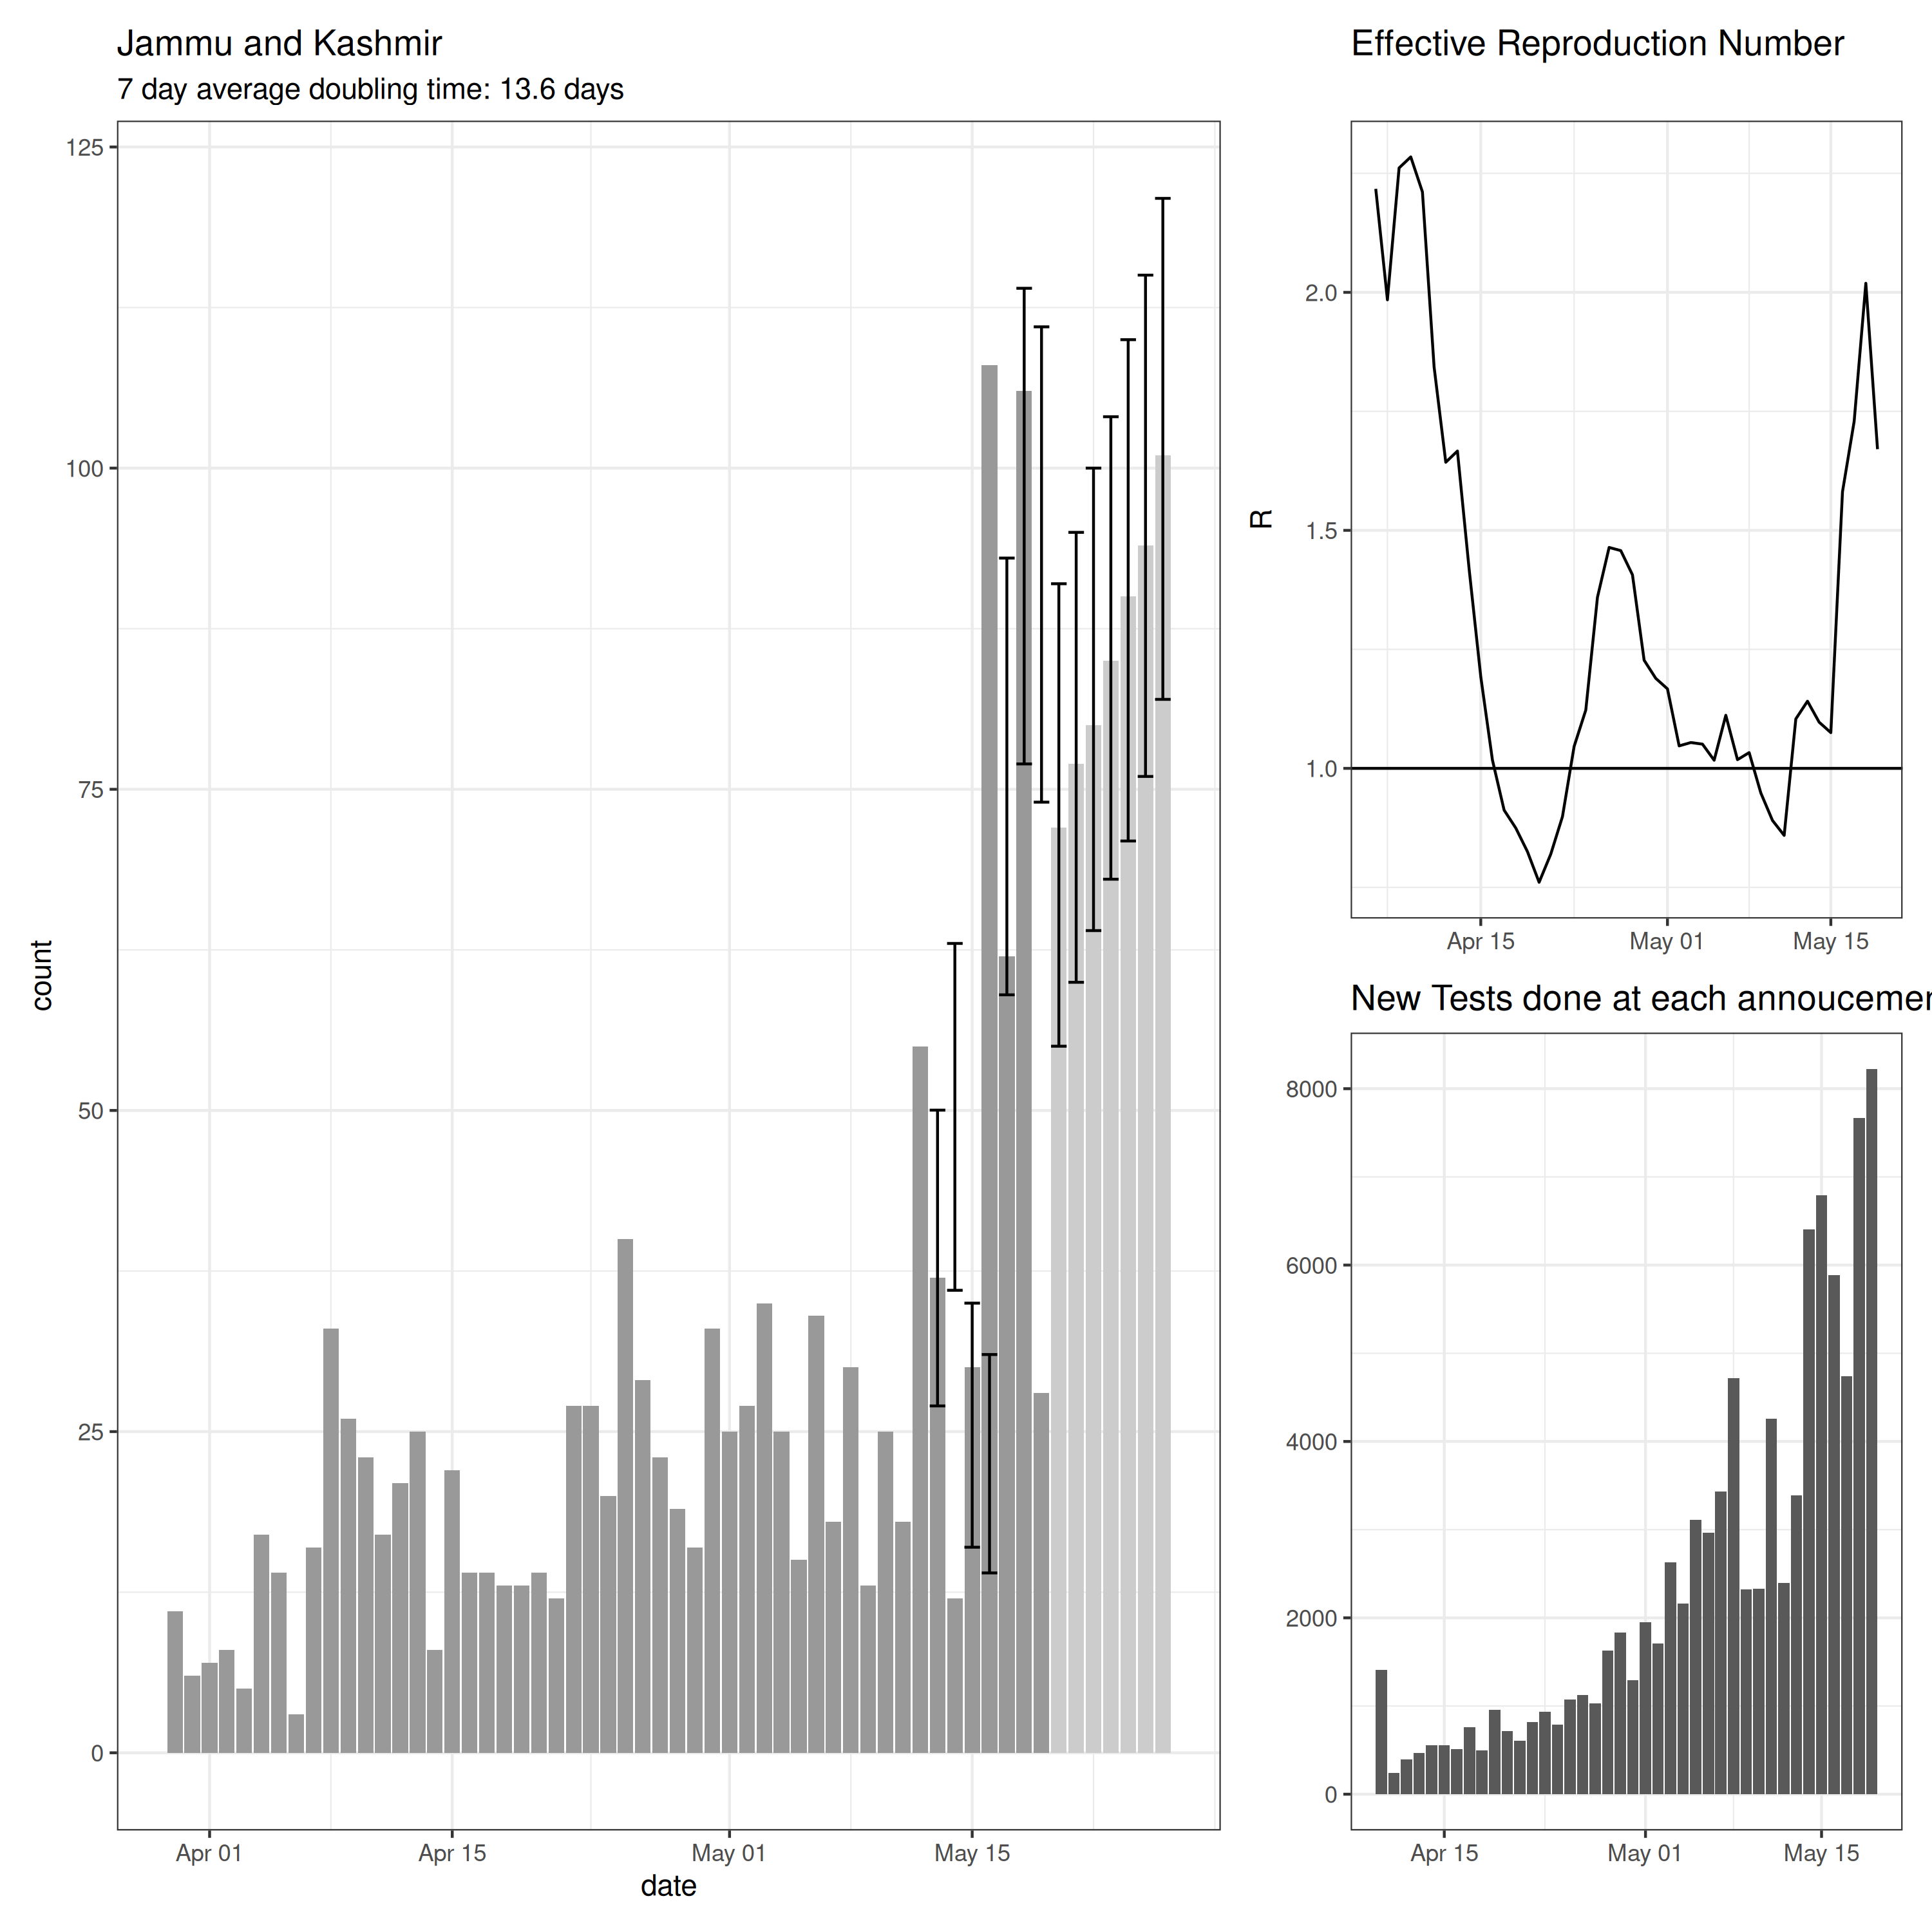 Jammu and Kashmir
7 day average doubling time: 13.6 days
125
100
75
50
25
0
count
Apr 01
Apr 15
May 01
May 15
date
Effective Reproduction Number
2.0
1.5
1.0
R
Apr 15
May 01
May 15
New Tests done at each annoucemen
8000
6000
4000
2000
0
Apr 15
May 01
May 15